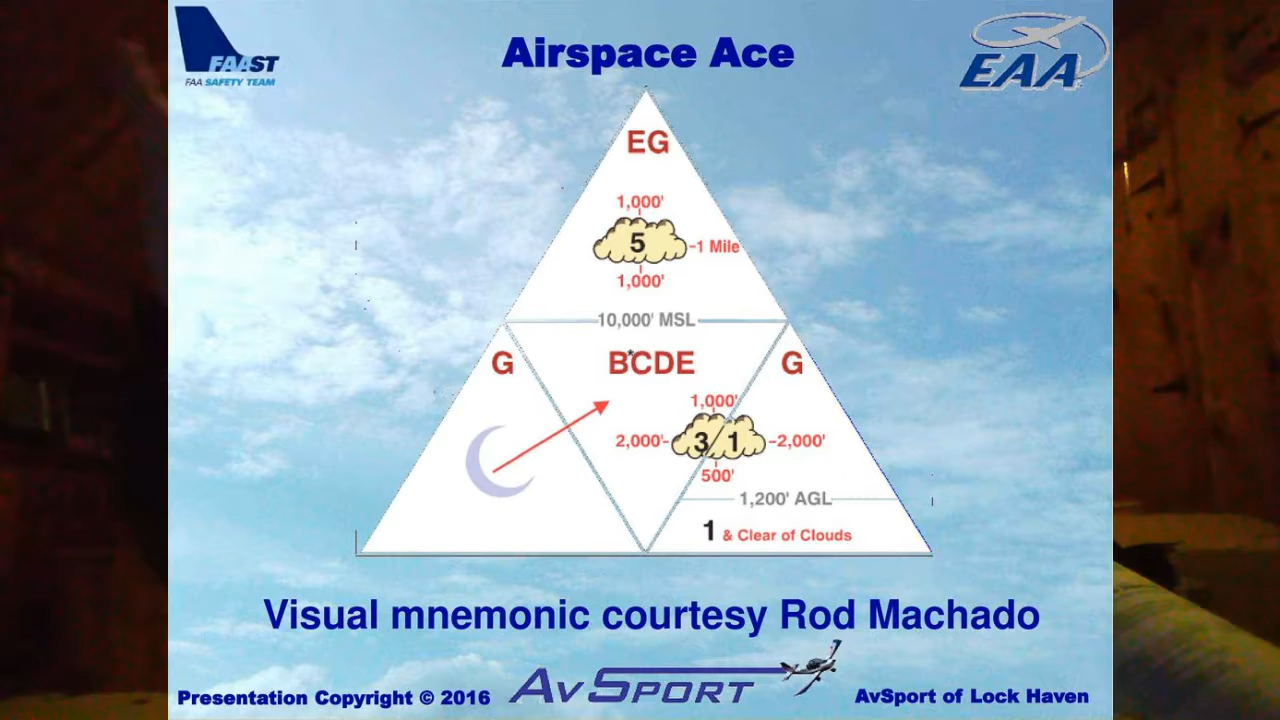 FAAST
FAA SAFETY TEAM
Airspace Ace
EAA
EG
1,000'
5
-1 Mile
1,000'
10,000' MSL
G
B*CDE
G
1,000'
2,000'-
3/1
-2,000'
500'
1,200' AGL
1 & Clear of Clouds
Visual mnemonic courtesy Rod Machado
Presentation Copyright © 2016
AVSPORT
AvSport of Lock Haven